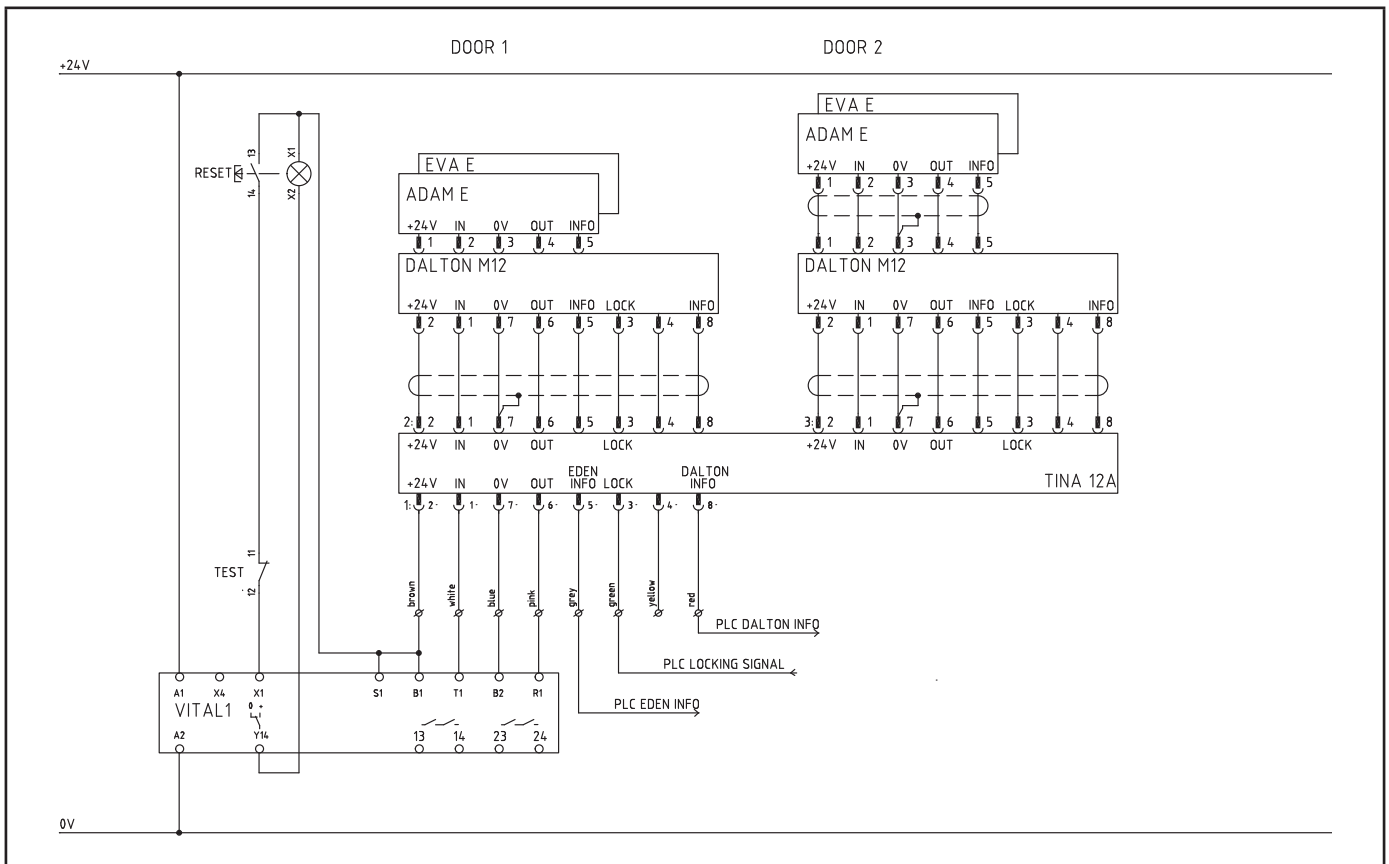 DOOR 1 DOOR 2
+24V
EVA E
ADAM E
+24V IN 0V OUT INFO
1 2 3 4 5
1 2 3 4 5
EVA E
ADAM E
+24V IN 0V OUT INFO
1 2 3 4 5
RESET
13
14
X1
X2
DALTON M12
+24V IN 0V OUT INFO LOCK INFO
2 1 7 6 5 3 4 8
DALTON M12
+24V IN 0V OUT INFO LOCK INFO
2 1 7 6 5 3 4 8
2: 2 1 7 6 5 3 4 8
3: 2 1 7 6 5 3 4 8
+24V IN 0V OUT LOCK
+24V IN 0V OUT LOCK
EDEN DALTON
+24V IN 0V OUT INFO LOCK INFO
TINA 12A
1: 2- 1- 7- 6- 5- 3- 4- 8-
TEST
11
12
brown white blue pink grey green yellow red
PLC DALTON INFO
PLC LOCKING SIGNAL
PLC EDEN INFO
A1 X4 X1 S1 B1 T1 B2 R1
VITAL1
0 +
A2 Y14 13 14 23 24
0V